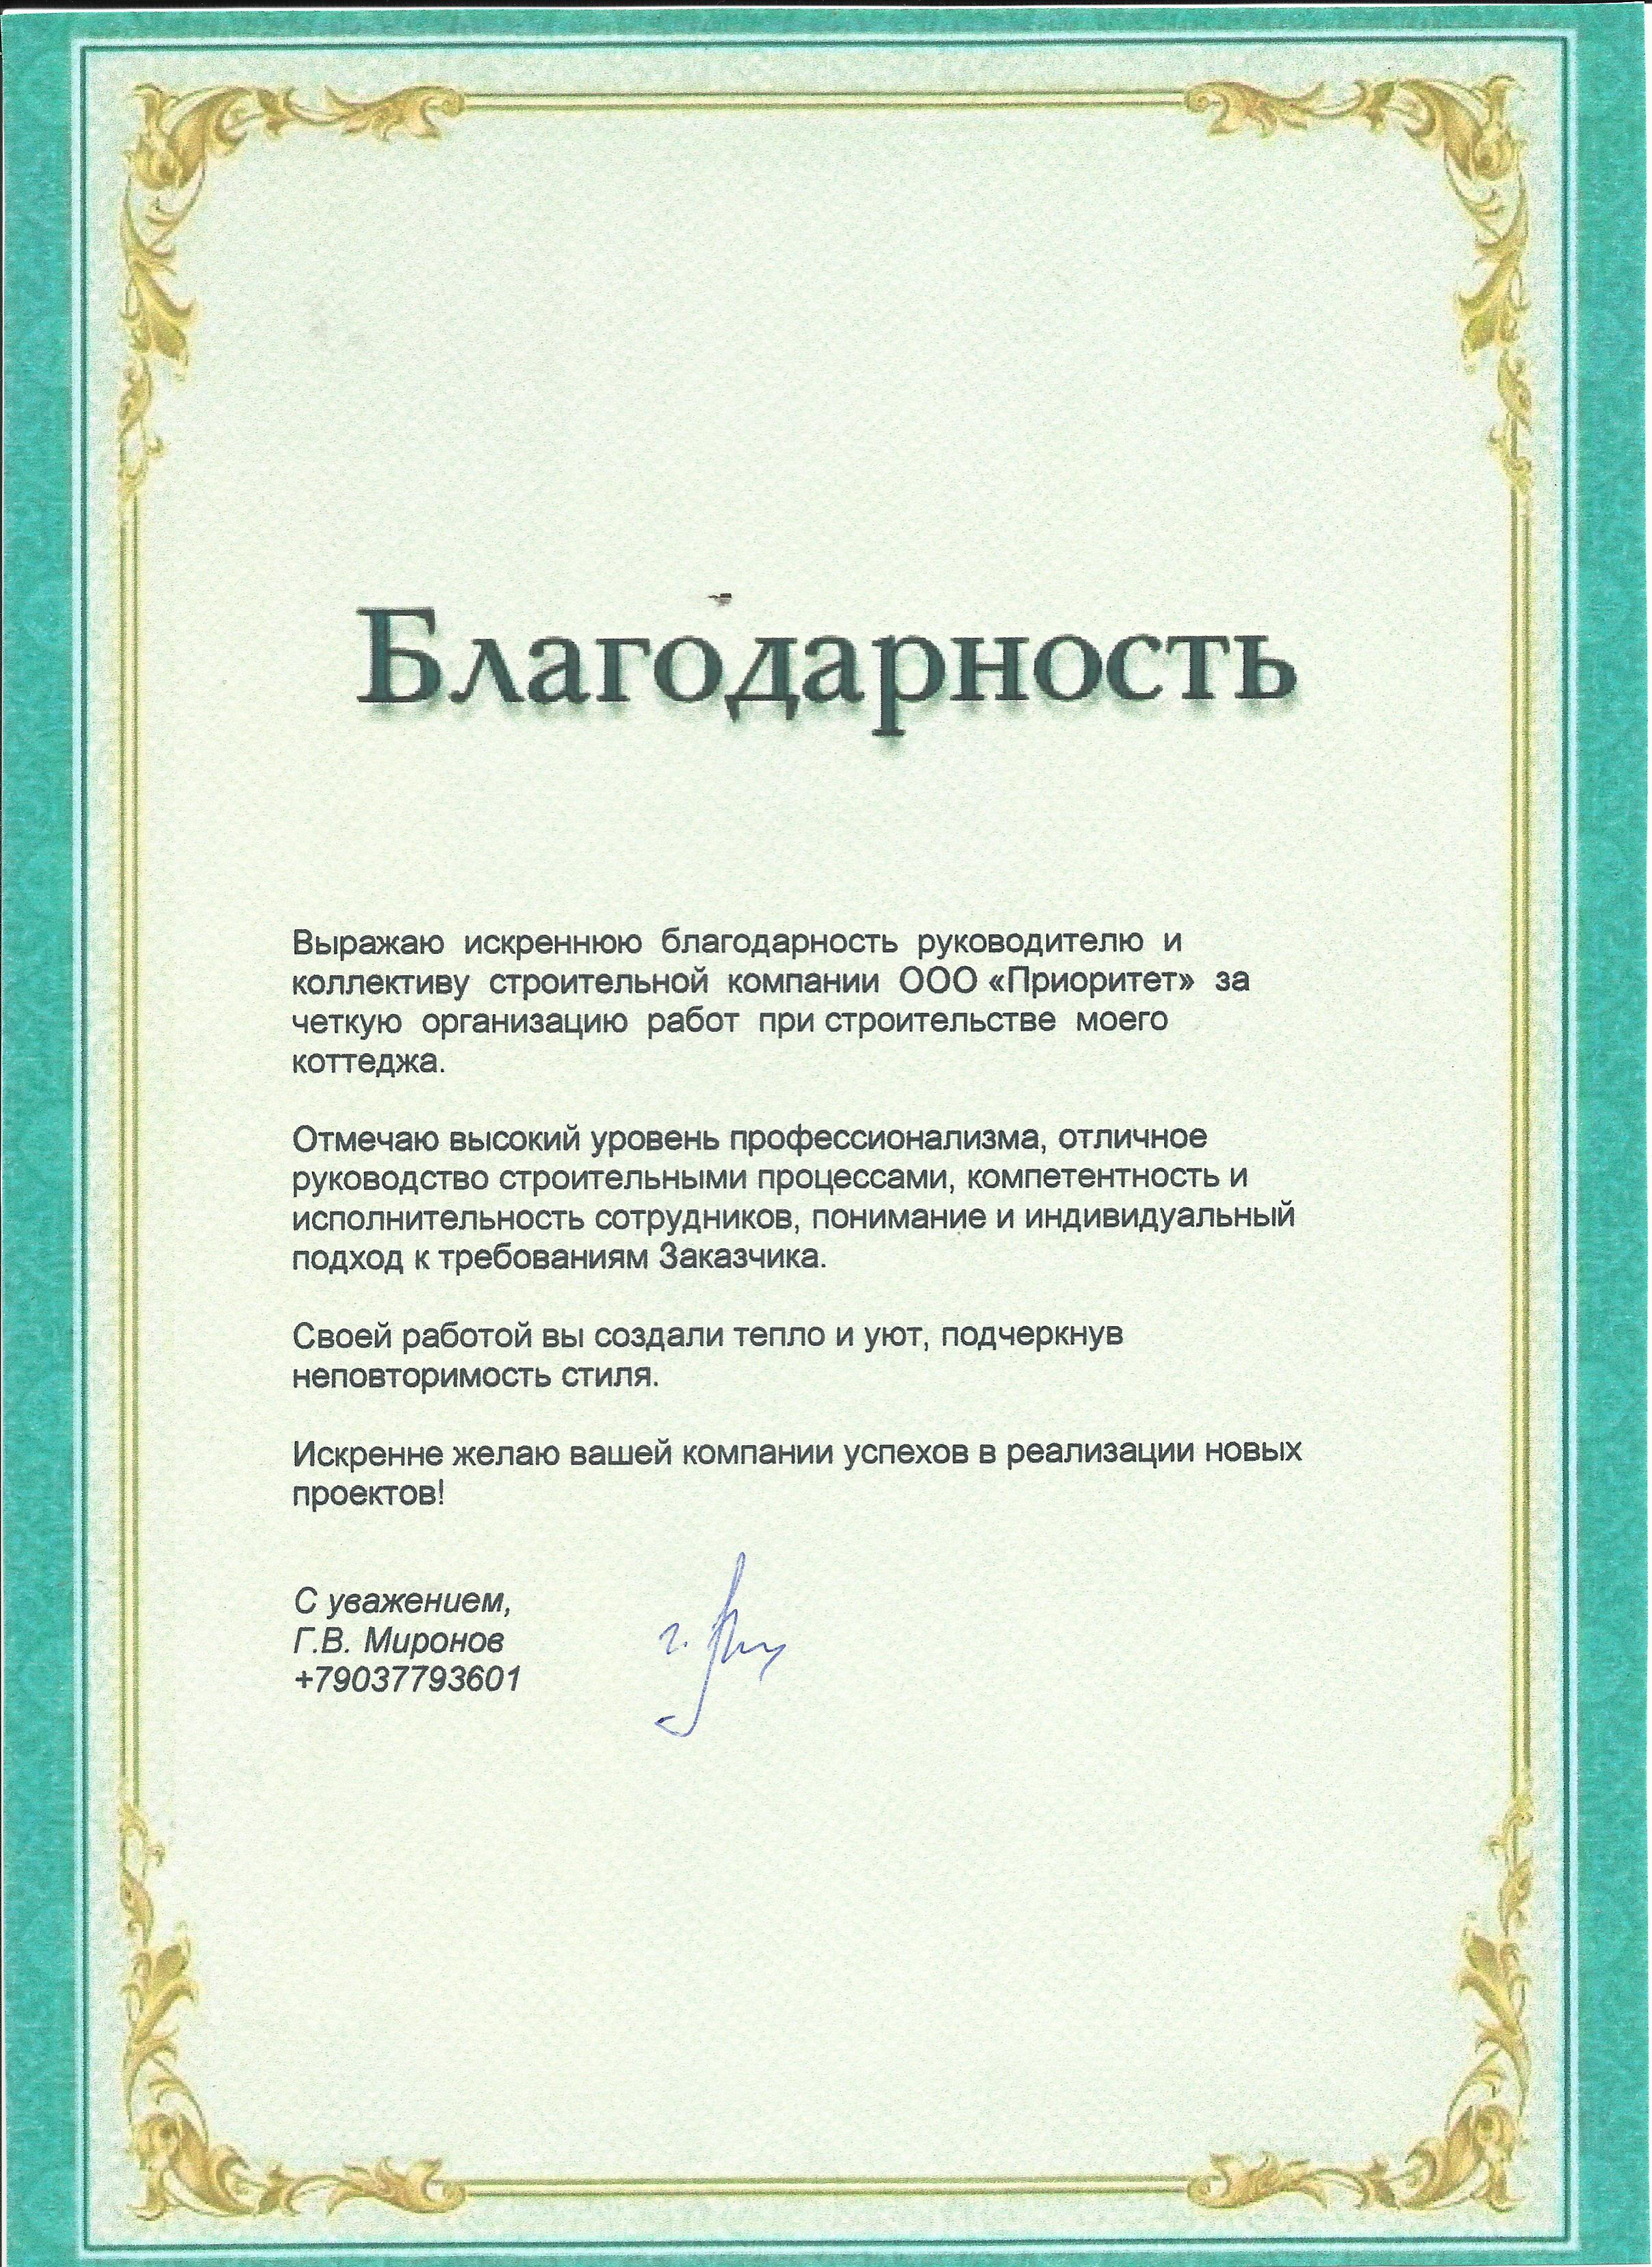 Благодарность
Выражаю искреннюю благодарность руководителю и
коллективу строительной компании ООО «Приоритет» за
четкую организацию работ при строительстве моего
коттеджа.
Отмечаю высокий уровень профессионализма, отличное
руководство строительными процессами, компетентность и
исполнительность сотрудников, понимание и индивидуальный
подход к требованиям Заказчика.
Своей работой вы создали тепло и уют, подчеркнув
неповторимость стиля.
Искренне желаю вашей компании успехов в реализации новых
проектов!
С уважением,
Г.В. Миронов
+79037793601